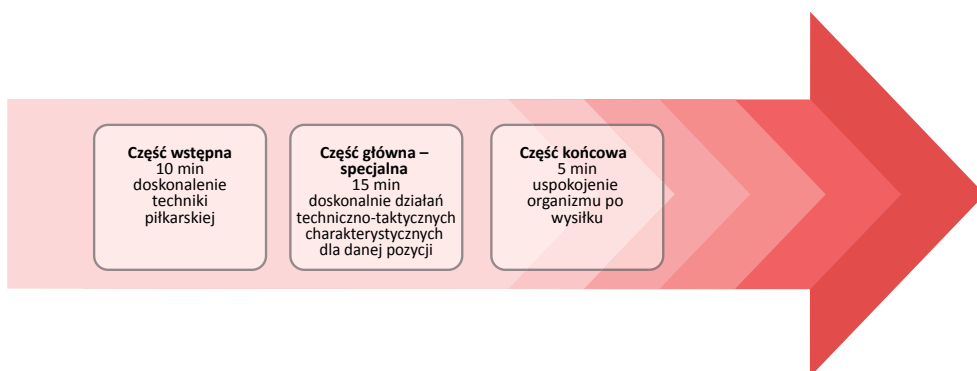 Część wstępna
10 min
doskonalenie
techniki
piłkarskiej
Część główna –
specjalna
15 min
doskonalnie działań
techniczno-taktycznych
charakterystycznych
dla danej pozycji
Część końcowa
5 min
uspokojenie
organizmu po
wysiłku